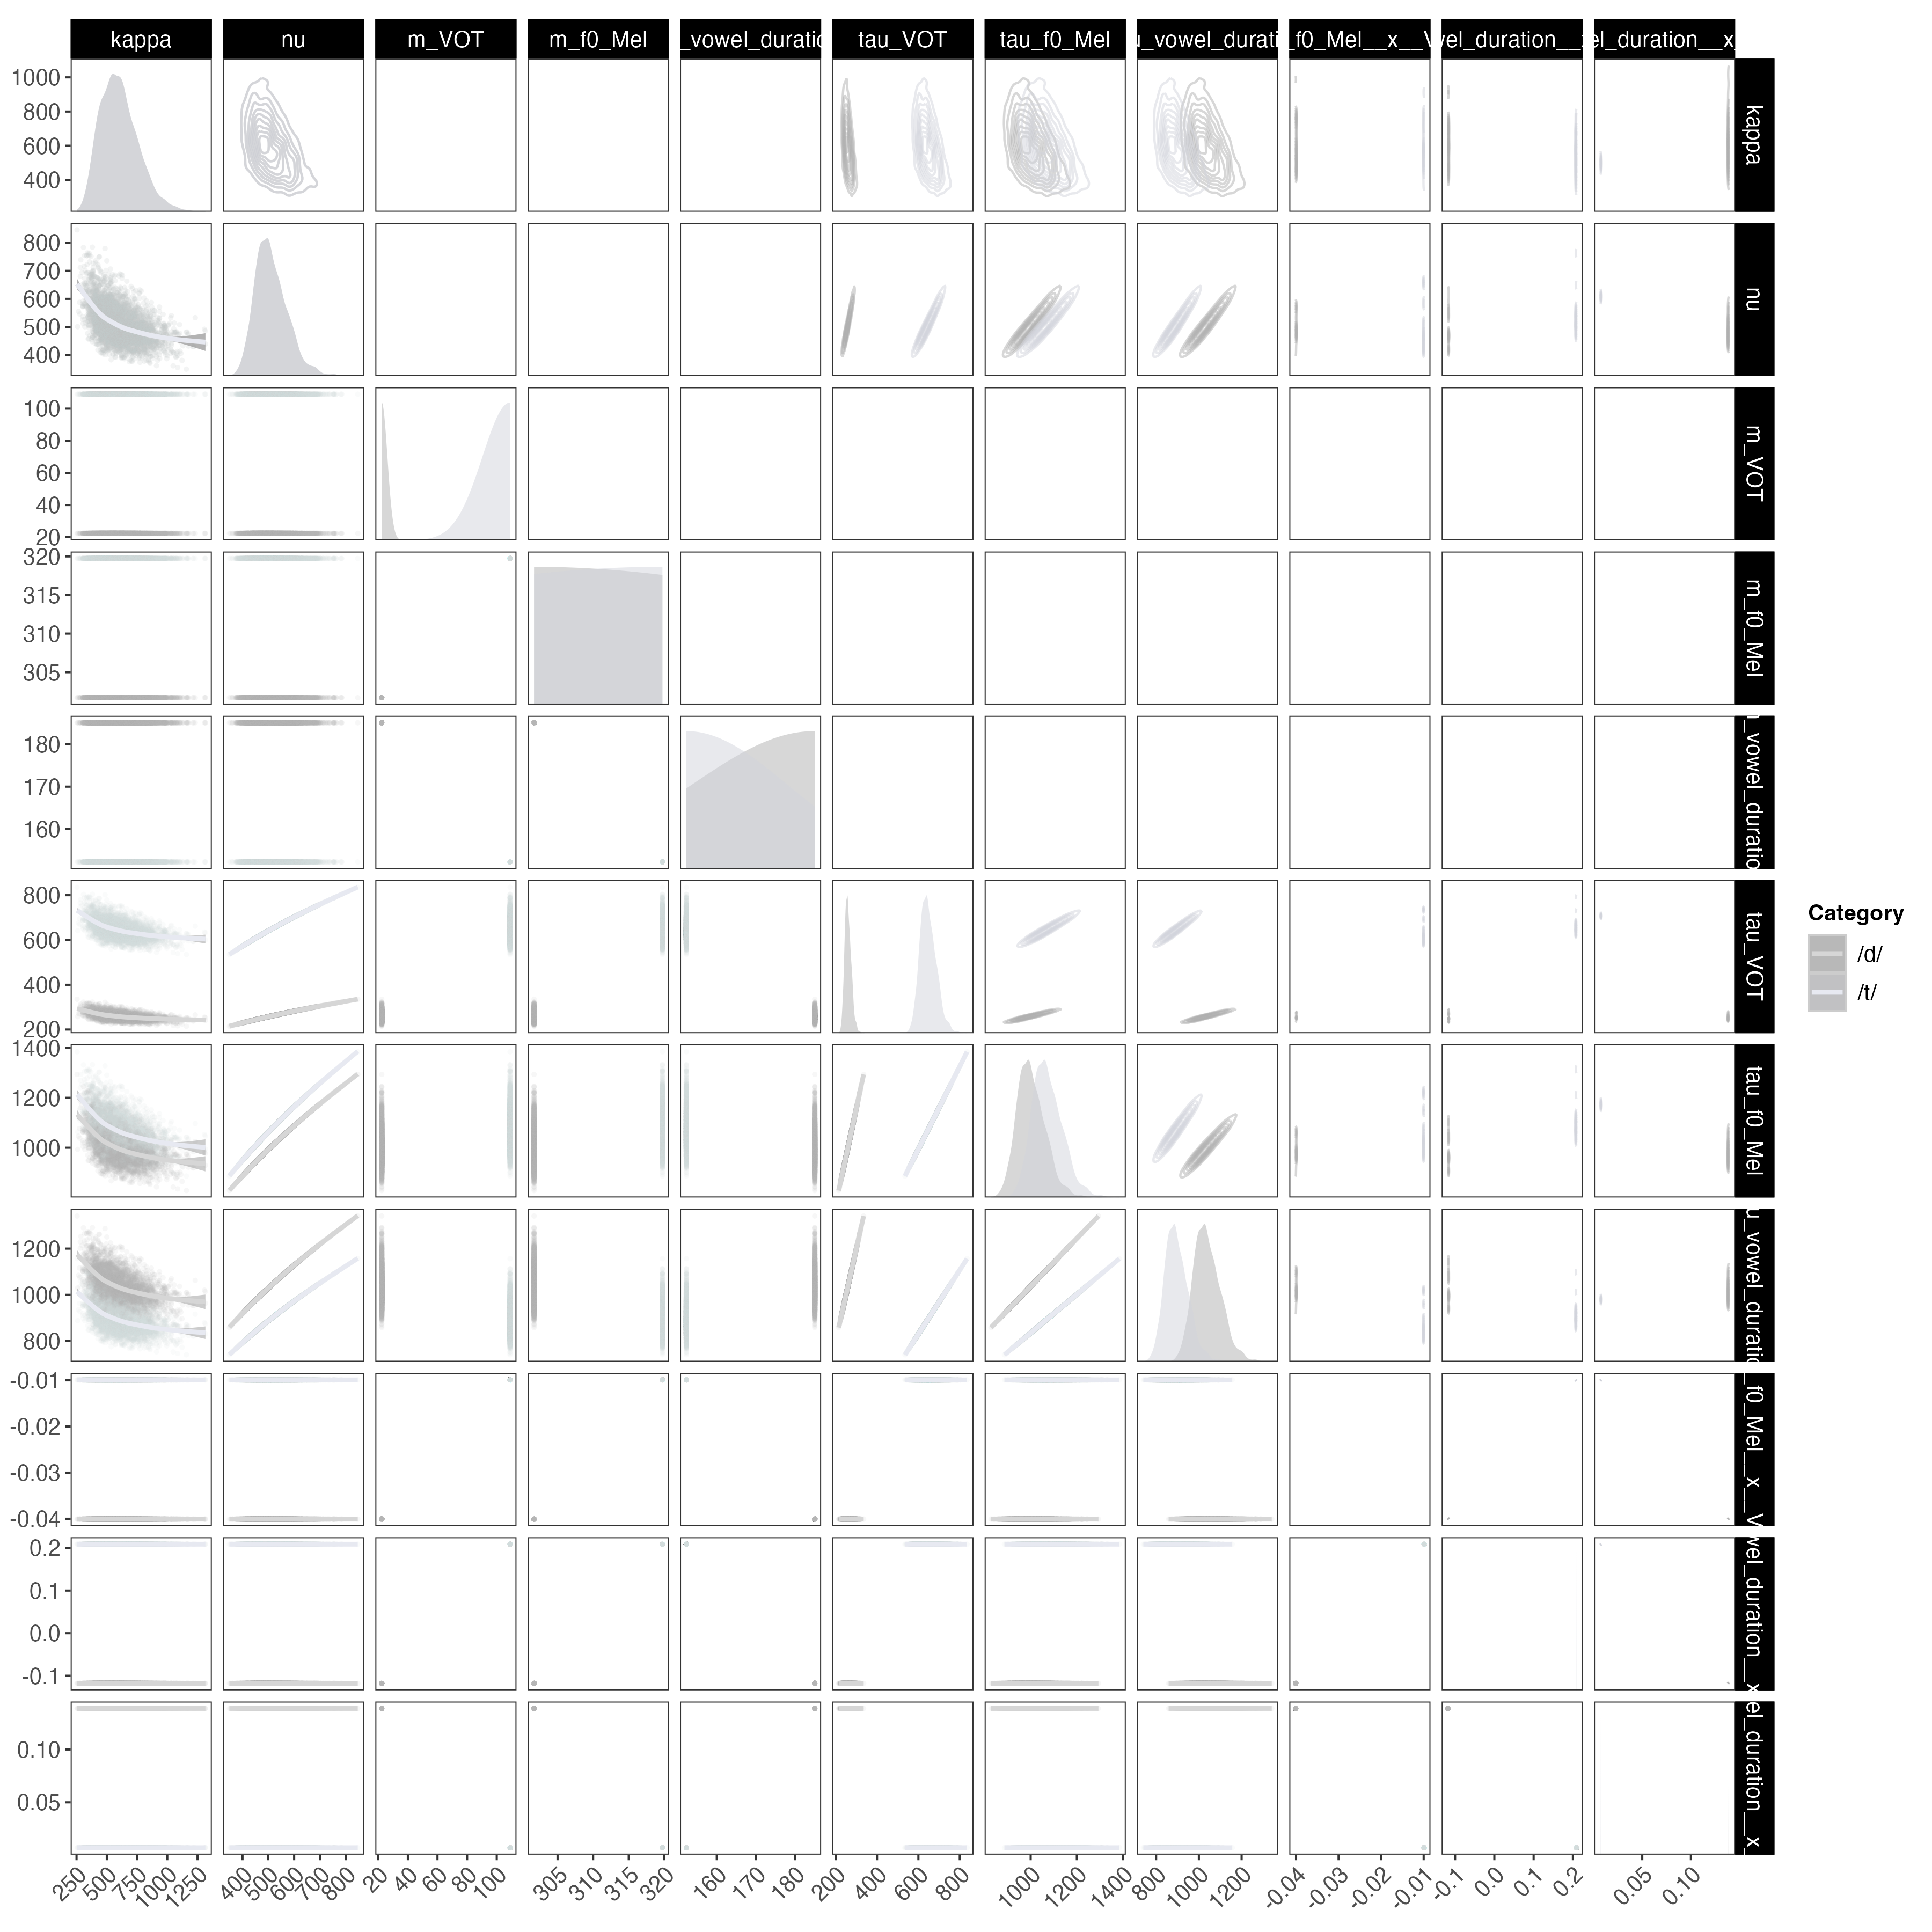 kappa
nu
m_VOT
m_f0_Mel
_vowel_duratio
tau_VOT
tau_f0_Mel
u_vowel_durati
_f0_Mel__x__V
vel_duration__x
el_duration__x_
1000
800
600
400
kappa
800
700
600
500
400
nu
100
80
60
40
20
m_VOT
320
315
310
305
m_f0_Mel
180
170
160
_vowel_duratio
800
600
400
200
tau_VOT
1400
1200
1000
tau_f0_Mel
1200
1000
800
u_vowel_duratio
-0.01
-0.02
-0.03
-0.04
_f0_Mel__x__V
0.2
0.1
0.0
-0.1
wel_duration__x
0.10
0.05
el_duration__x_
250 500 750 1000 1250
400 500 600 700 800
20 40 60 80 100
305 310 315 320
160 170 180
200 400 600 800
1000 1200 1400
800 1000 1200
-0.04 -0.03 -0.02 -0.01
-0.1 0.0 0.1 0.2
0.05 0.10
Category
/d/
/t/